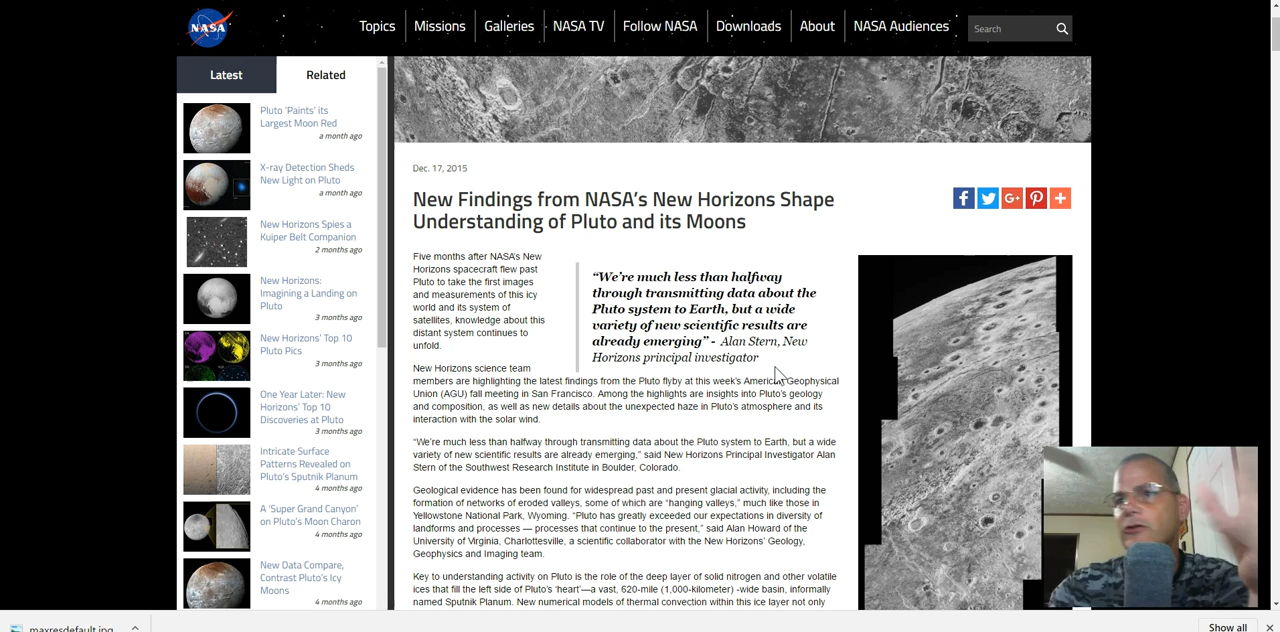 NASA
Topics
Missions
Galleries
NASA TV
Follow NASA
Downloads
About
NASA Audiences
Search
Latest
Related
Pluto 'Paints' its
Largest Moon Red
a month ago
X-ray Detection Sheds
New Light on Pluto
a month ago
New Horizons Spies a
Kuiper Belt Companion
2 months ago
New Horizons:
Imagining a Landing on
Pluto
3 months ago
New Horizons' Top 10
Pluto Pics
3 months ago
One Year Later: New
Horizons' Top 10
Discoveries at Pluto
3 months ago
Intricate Surface
Patterns Revealed on
Pluto's Sputnik Planum
4 months ago
A 'Super Grand Canyon'
on Pluto's Moon Charon
4 months ago
New Data Compare,
Contrast Pluto's Icy
Moons
4 months ago
Dec. 17, 2015
New Findings from NASA's New Horizons Shape
Understanding of Pluto and its Moons
Five months after NASA's New
Horizons spacecraft flew past
Pluto to take the first images
and measurements of this icy
world and its system of
satellites, knowledge about this
distant system continues to
unfold.
"We're much less than halfway
through transmitting data about the
Pluto system to Earth, but a wide
variety of new scientific results are
already emerging" - Alan Stern, New
Horizons principal investigator
New Horizons science team
members are highlighting the latest findings from the Pluto flyby at this week's American Geophysical
Union (AGU) fall meeting in San Francisco. Among the highlights are insights into Pluto's geology
and composition, as well as new details about the unexpected haze in Pluto's atmosphere and its
interaction with the solar wind.
"We're much less than halfway through transmitting data about the Pluto system to Earth, but a wide
variety of new scientific results are already emerging," said New Horizons Principal Investigator Alan
Stern of the Southwest Research Institute in Boulder, Colorado.
Geological evidence has been found for widespread past and present glacial activity, including the
formation of networks of eroded valleys, some of which are "hanging valleys," much like those in
Yellowstone National Park, Wyoming. "Pluto has greatly exceeded our expectations in diversity of
landforms and processes — processes that continue to the present," said Alan Howard of the
University of Virginia, Charlottesville, a scientific collaborator with the New Horizons' Geology,
Geophysics and Imaging team.
Key to understanding activity on Pluto is the role of the deep layer of solid nitrogen and other volatile
ices that fill the left side of Pluto's 'heart'—a vast, 620-mile (1,000-kilometer) -wide basin, informally
named Sputnik Planum. New numerical models of thermal convection within this ice layer not only
maxresdefault.jpg
Show all